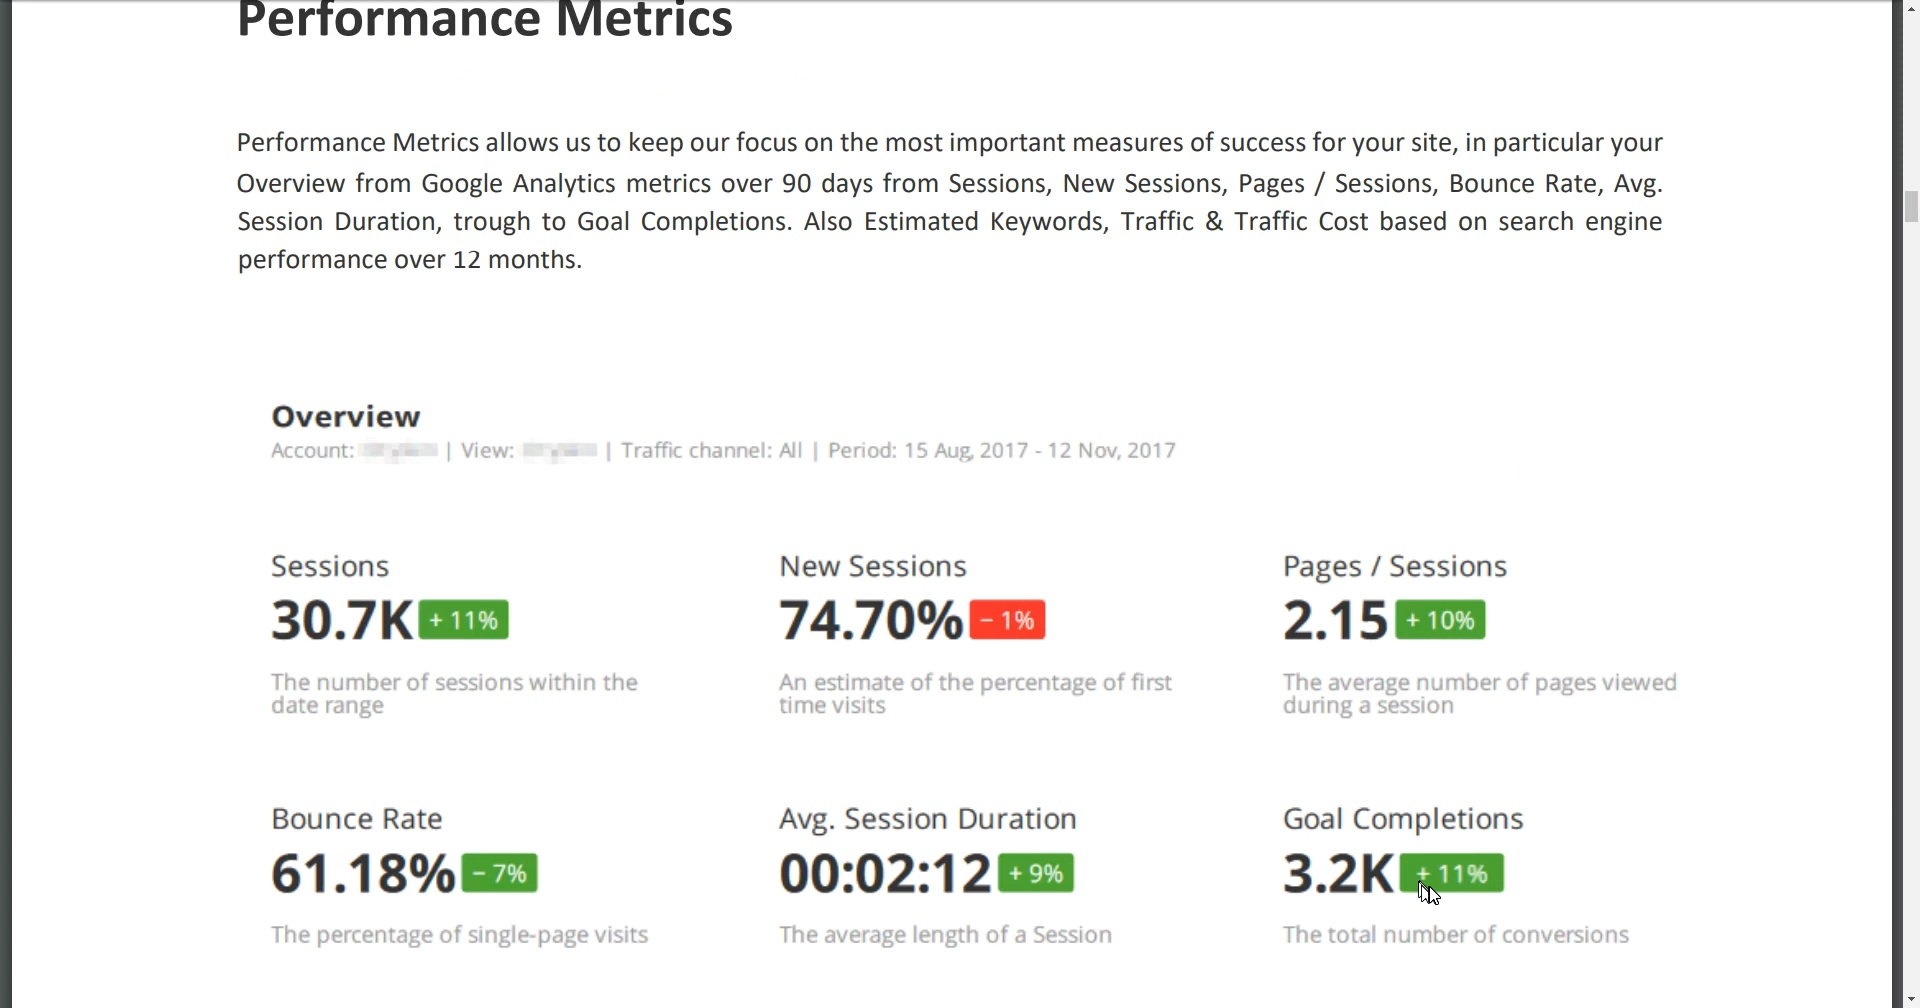 Performance Metrics
Performance Metrics allows us to keep our focus on the most important measures of success for your site, in particular your
Overview from Google Analytics metrics over 90 days from Sessions, New Sessions, Pages / Sessions, Bounce Rate, Avg.
Session Duration, trough to Goal Completions. Also Estimated Keywords, Traffic & Traffic Cost based on search engine
performance over 12 months.
Overview
Account: | View: | Traffic channel: All | Period: 15 Aug, 2017 - 12 Nov, 2017
Sessions
30.7K + 11%
The number of sessions within the
date range
New Sessions
74.70% − 1%
An estimate of the percentage of first
time visits
Pages / Sessions
2.15 + 10%
The average number of pages viewed
during a session
Bounce Rate
61.18% − 7%
The percentage of single-page visits
Avg. Session Duration
00:02:12 + 9%
The average length of a Session
Goal Completions
3.2K + 11%
The total number of conversions